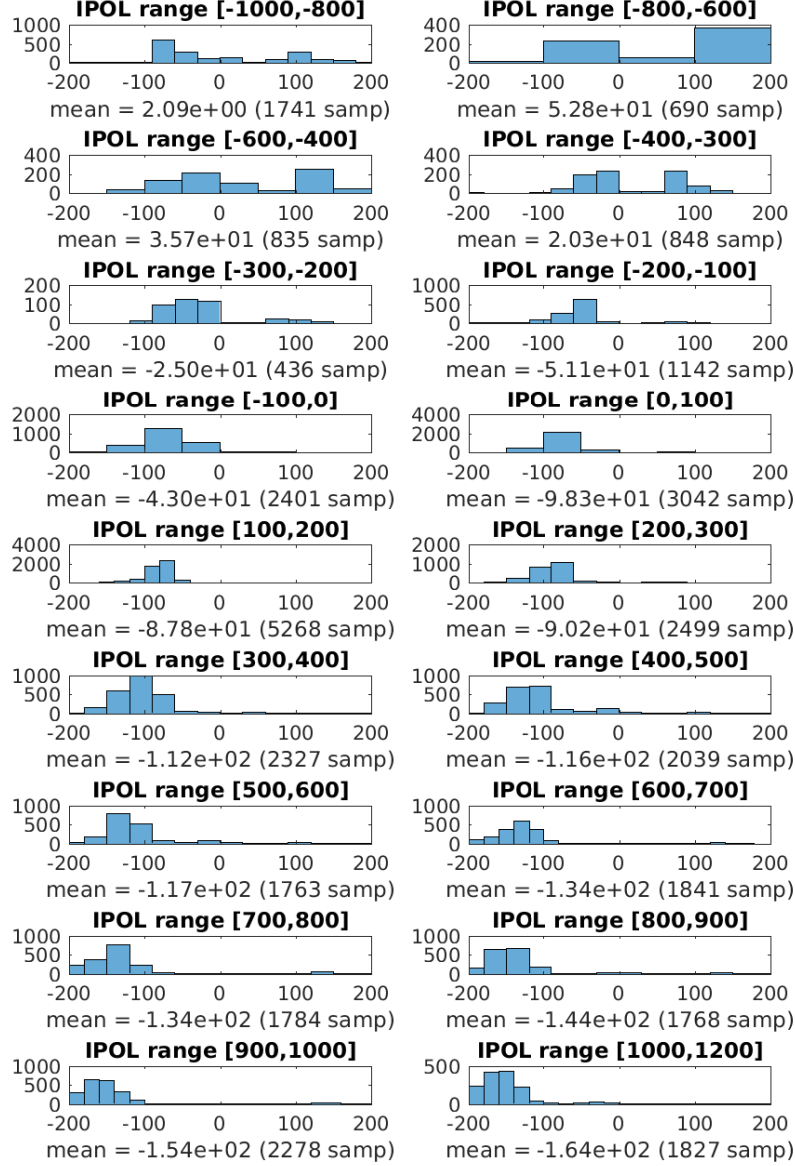 IPOL range [-1000,-800]
1000
500
0
-200 -100 0 100 200
mean = 2.09e+00 (1741 samp)
IPOL range [-800,-600]
400
200
0
-200 -100 0 100 200
mean = 5.28e+01 (690 samp)
IPOL range [-600,-400]
400
200
0
-200 -100 0 100 200
mean = 3.57e+01 (835 samp)
IPOL range [-400,-300]
400
200
0
-200 -100 0 100 200
mean = 2.03e+01 (848 samp)
IPOL range [-300,-200]
200
100
0
-200 -100 0 100 200
mean = -2.50e+01 (436 samp)
IPOL range [-200,-100]
1000
500
0
-200 -100 0 100 200
mean = -5.11e+01 (1142 samp)
IPOL range [-100,0]
2000
1000
0
-200 -100 0 100 200
mean = -4.30e+01 (2401 samp)
IPOL range [0,100]
4000
2000
0
-200 -100 0 100 200
mean = -9.83e+01 (3042 samp)
IPOL range [100,200]
4000
2000
0
-200 -100 0 100 200
mean = -8.78e+01 (5268 samp)
IPOL range [200,300]
2000
1000
0
-200 -100 0 100 200
mean = -9.02e+01 (2499 samp)
IPOL range [300,400]
1000
500
0
-200 -100 0 100 200
mean = -1.12e+02 (2327 samp)
IPOL range [400,500]
1000
500
0
-200 -100 0 100 200
mean = -1.16e+02 (2039 samp)
IPOL range [500,600]
1000
500
0
-200 -100 0 100 200
mean = -1.17e+02 (1763 samp)
IPOL range [600,700]
1000
500
0
-200 -100 0 100 200
mean = -1.34e+02 (1841 samp)
IPOL range [700,800]
1000
500
0
-200 -100 0 100 200
mean = -1.34e+02 (1784 samp)
IPOL range [800,900]
1000
500
0
-200 -100 0 100 200
mean = -1.44e+02 (1768 samp)
IPOL range [900,1000]
1000
500
0
-200 -100 0 100 200
mean = -1.54e+02 (2278 samp)
IPOL range [1000,1200]
500
0
-200 -100 0 100 200
mean = -1.64e+02 (1827 samp)